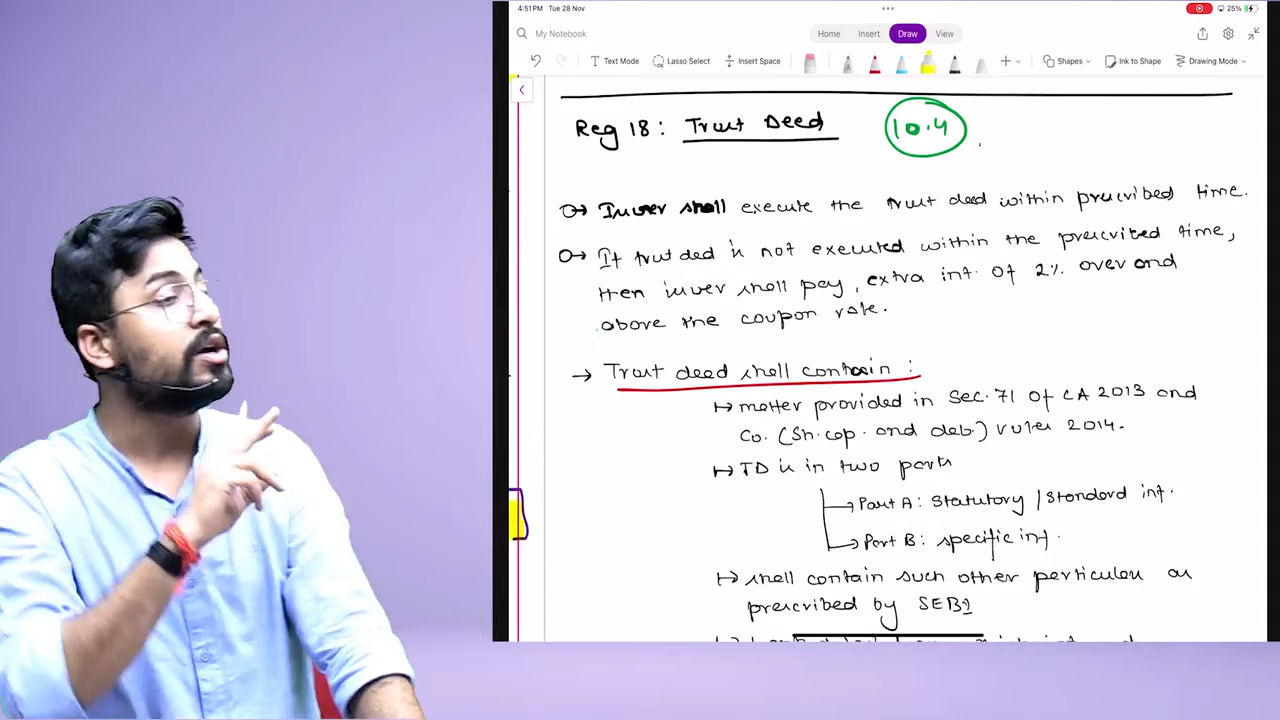 4:51 PM Tue 28 Nov
25%
My Notebook
Home Insert Draw View
Text Mode Lasso Select Insert Space Shapes Ink to Shape Drawing Mode
Reg 18: Trust Deed 10.4
Issuer shall execute the trust deed within prescribed time.
If trust deed is not executed within the prescribed time,
then issuer shall pay, extra int. of 2% over and
above the coupon rate.
Trust deed shell contain :
matter provided in Sec. 71 of CA 2013 and
Co. (Sh. cap. and deb.) rules 2014.
TD is in two parts
Part A: Statutory / Standard inf.
Part B: specific inf.
shell contain such other particulars as
prescribed by SEBI